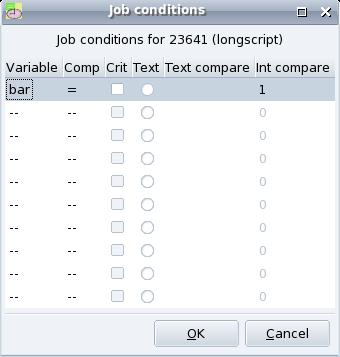 Job conditions
Job conditions for 23641 (longscript)
Variable Comp Crit Text Text compare Int compare
bar = 1
-- -- 0
-- -- 0
-- -- 0
-- -- 0
-- -- 0
-- -- 0
-- -- 0
-- -- 0
-- -- 0
OK Cancel